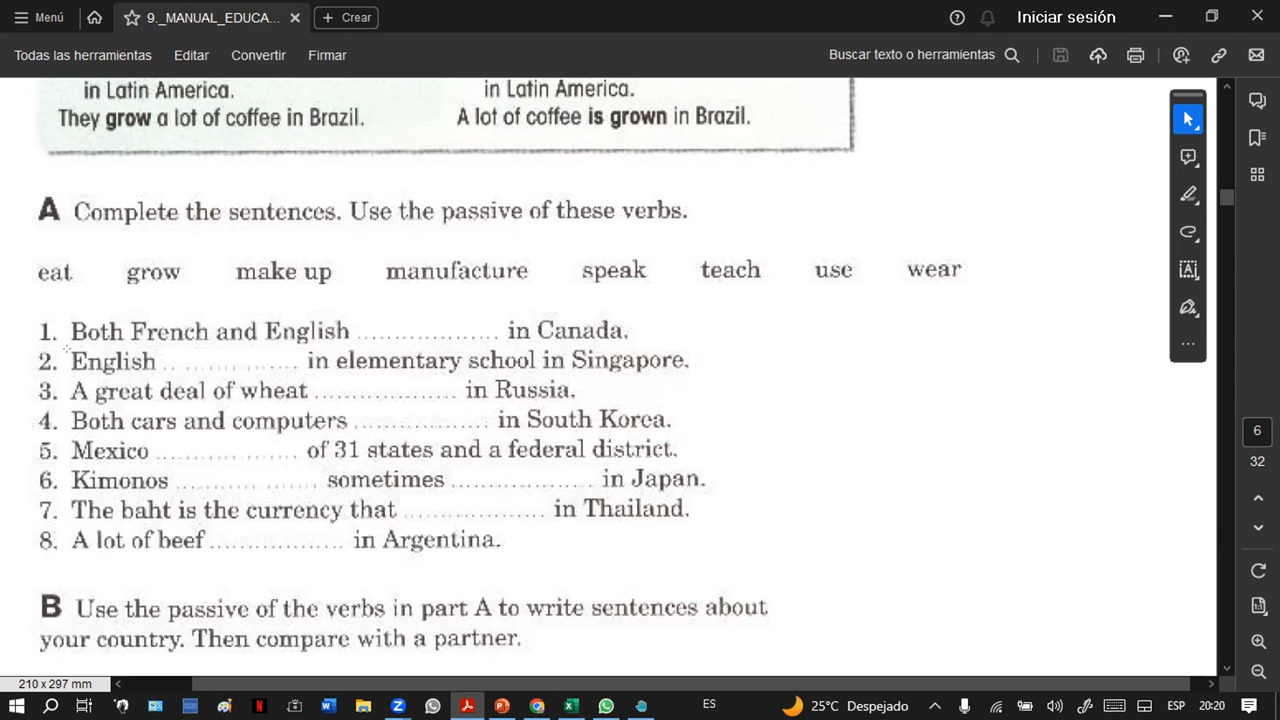 Menú
9._MANUAL_EDUCA...
Crear
Iniciar sesión
Todas las herramientas
Editar
Convertir
Firmar
Buscar texto o herramientas
in Latin America.
They grow a lot of coffee in Brazil.
in Latin America.
A lot of coffee is grown in Brazil.
A Complete the sentences. Use the passive of these verbs.
eat grow make up manufacture speak teach use wear
1. Both French and English .................. in Canada.
2. English .................. in elementary school in Singapore.
3. A great deal of wheat .................. in Russia.
4. Both cars and computers .................. in South Korea.
5. Mexico .................. of 31 states and a federal district.
6. Kimonos .................. sometimes .................. in Japan.
7. The baht is the currency that .................. in Thailand.
8. A lot of beef .................. in Argentina.
B Use the passive of the verbs in part A to write sentences about
your country. Then compare with a partner.
6
32
210 x 297 mm
ES
25°C Despejado
ESP
20:20